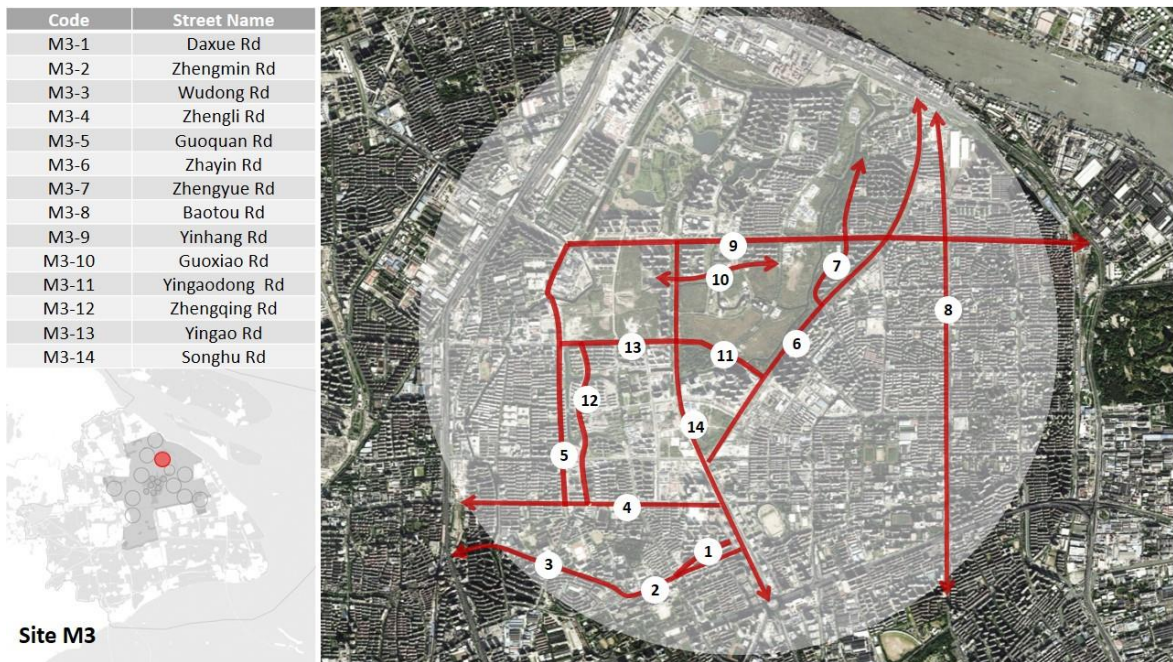 Code Street Name
M3-1 Daxue Rd
M3-2 Zhengmin Rd
M3-3 Wudong Rd
M3-4 Zhengli Rd
M3-5 Guoquan Rd
M3-6 Zhayin Rd
M3-7 Zhengyue Rd
M3-8 Baotou Rd
M3-9 Yinhang Rd
M3-10 Guoxiao Rd
M3-11 Yingaodong Rd
M3-12 Zhengqing Rd
M3-13 Yingao Rd
M3-14 Songhu Rd
Site M3
9
7
10
8
6
13
11
12
14
5
4
1
3
2